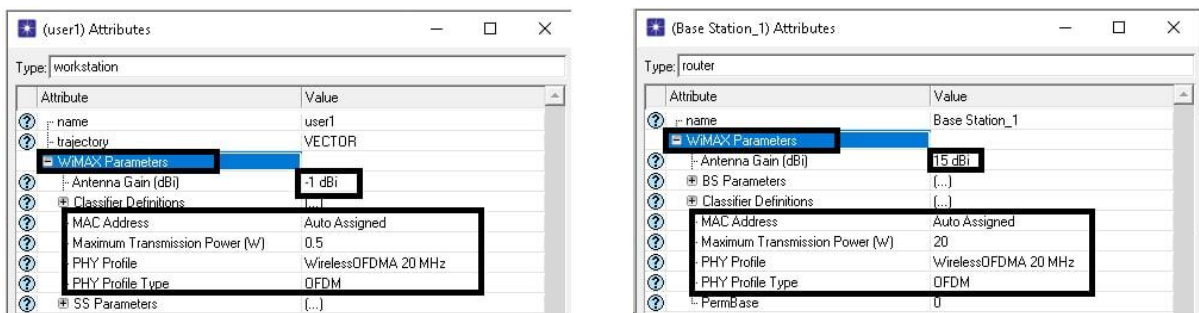 (user1) Attributes
Type: workstation
Attribute Value
name user1
trajectory VECTOR
WiMAX Parameters
Antenna Gain (dBi) -1 dBi
Classifier Definitions (...)
MAC Address Auto Assigned
Maximum Transmission Power (W) 0.5
PHY Profile WirelessOFDMA 20 MHz
PHY Profile Type OFDM
SS Parameters (...)
(Base Station_1) Attributes
Type: router
Attribute Value
name Base Station_1
WiMAX Parameters
Antenna Gain (dBi) 15 dBi
BS Parameters (...)
Classifier Definitions (...)
MAC Address Auto Assigned
Maximum Transmission Power (W) 20
PHY Profile WirelessOFDMA 20 MHz
PHY Profile Type OFDM
PermBase 0